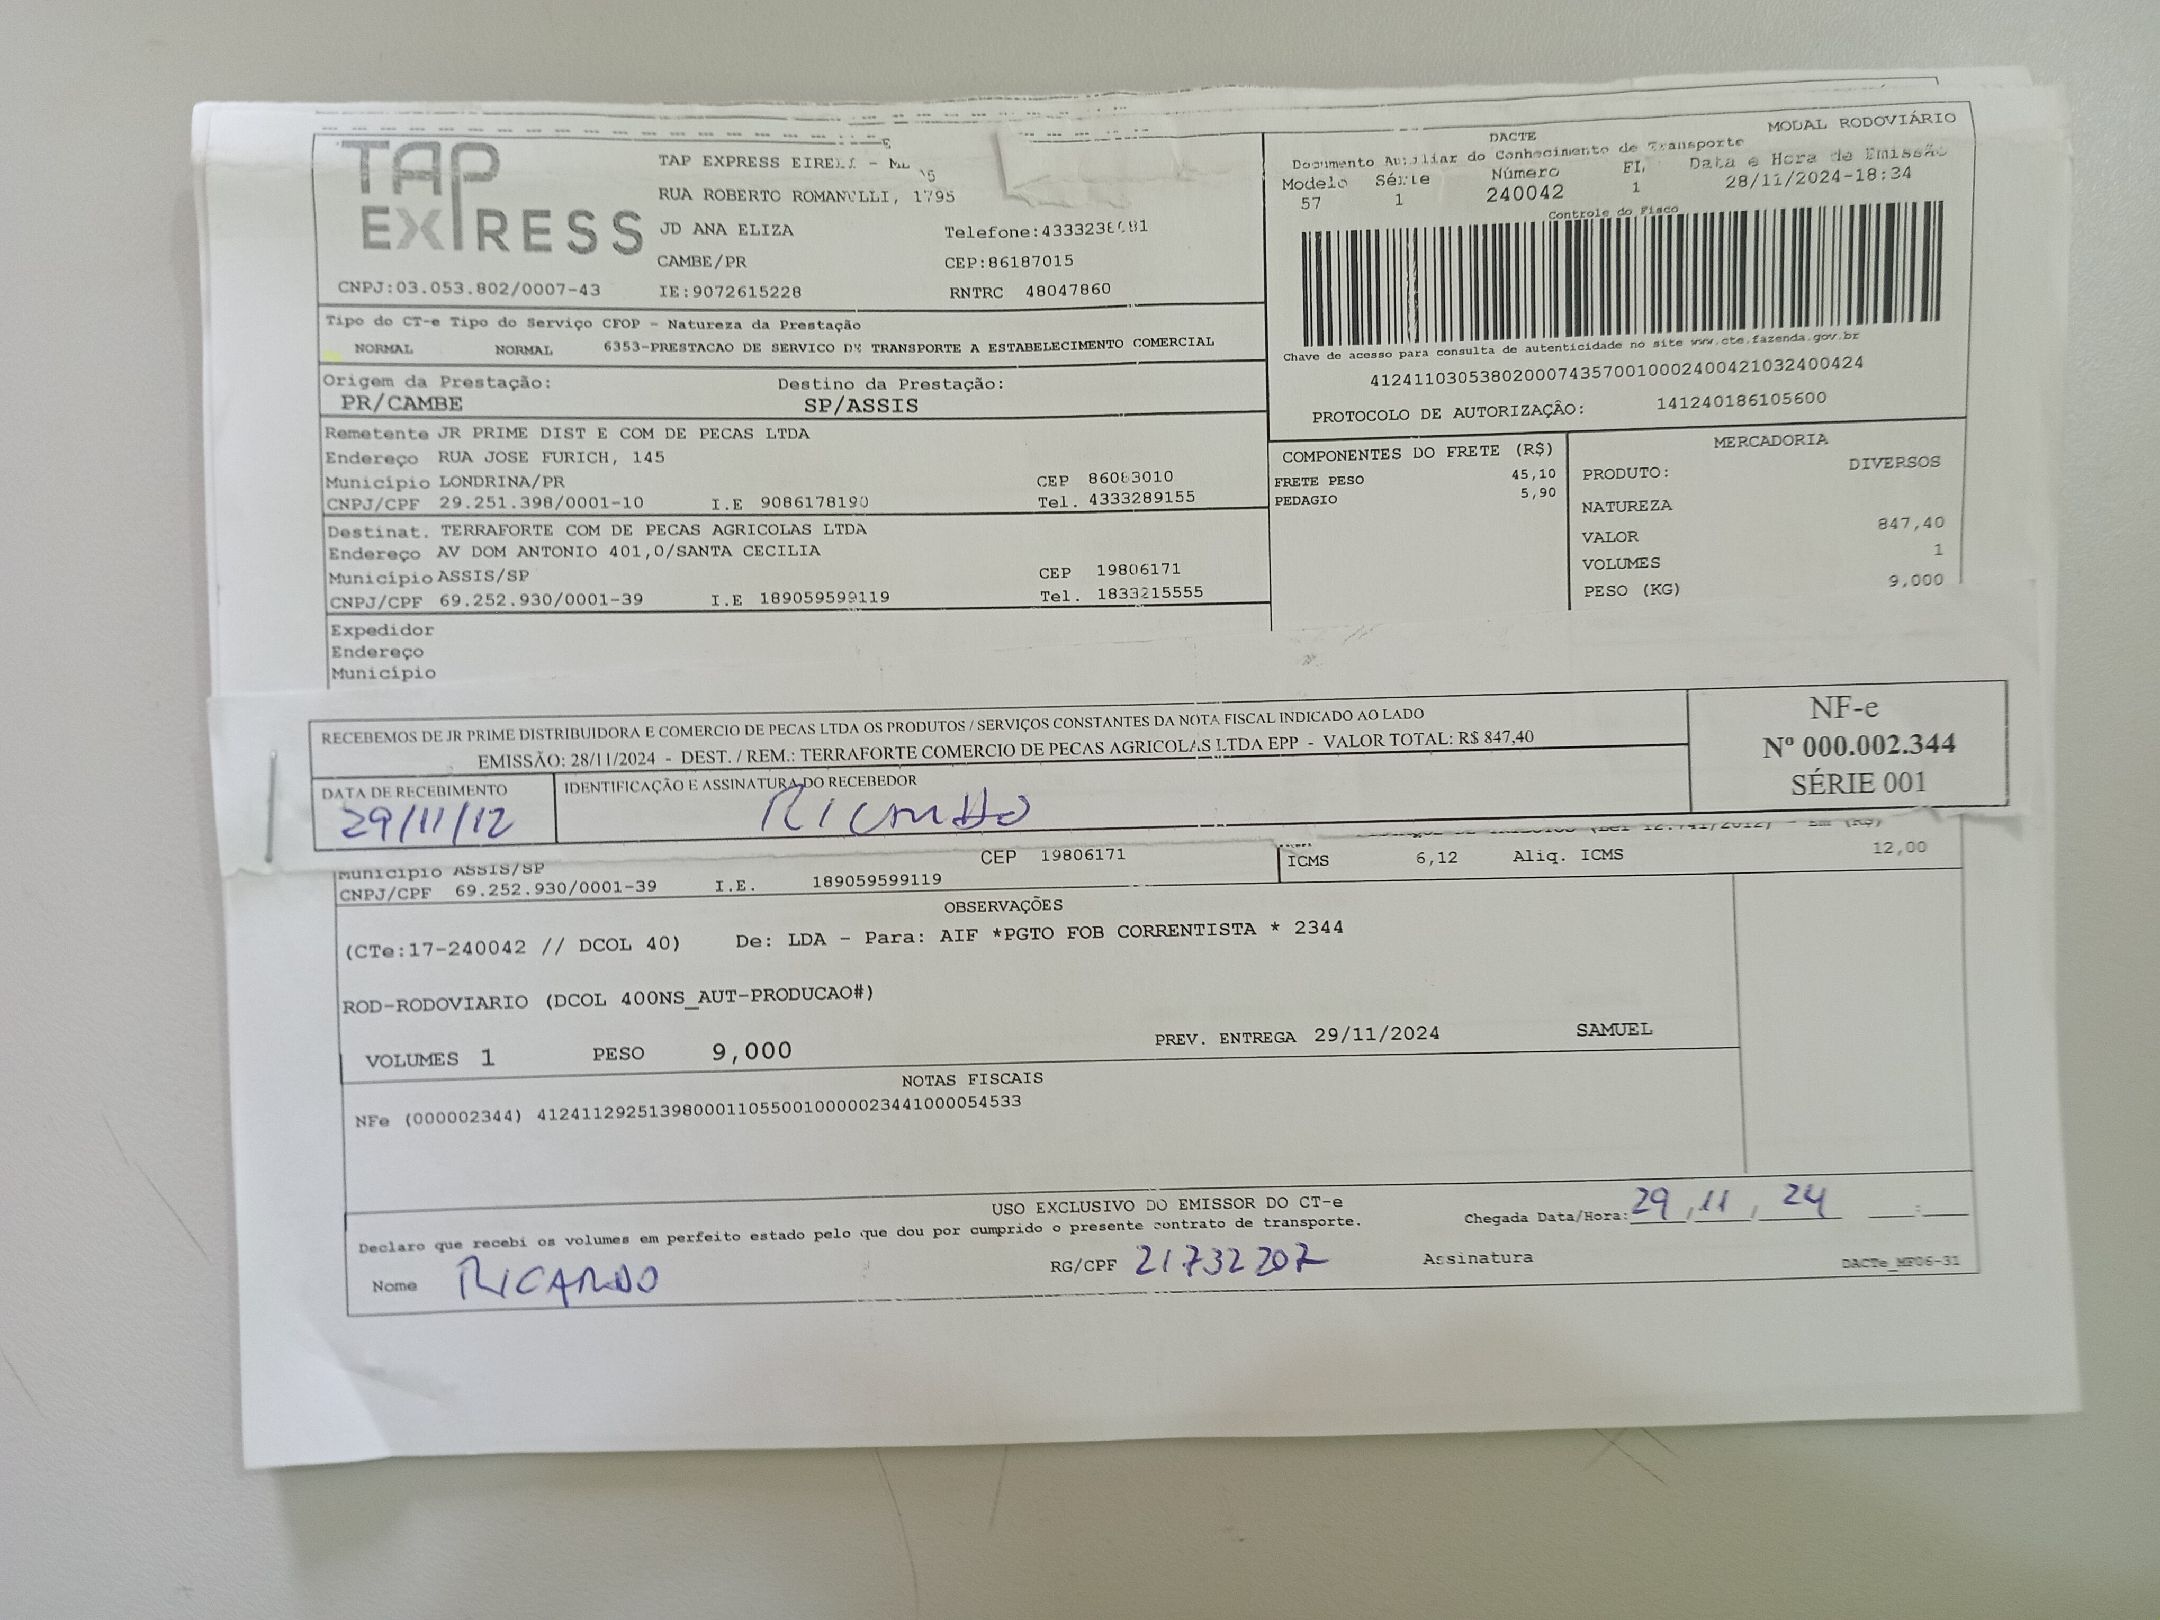 TAP
EXPRESS
TAP EXPRESS EIRELI - ME
RUA ROBERTO ROMANELLI, 1795
JD ANA ELIZA Telefone:4333238081
CAMBE/PR CEP:86187015
CNPJ:03.053.802/0007-43 IE:9072615228 RNTRC 48047860
DACTE MODAL RODOVIÁRIO
Documento Auxiliar do Conhecimento de Transporte
Modelo Série Número FL Data e Hora de Emissão
57 1 240042 1 28/11/2024-18:34
Controle do Fisco
Chave de acesso para consulta de autenticidade no site www.cte.fazenda.gov.br
41241103053802000743570010002400421032400424
PROTOCOLO DE AUTORIZAÇÃO: 141240186105600
Tipo do CT-e Tipo do Serviço CFOP - Natureza da Prestação
NORMAL NORMAL 6353-PRESTACAO DE SERVICO DE TRANSPORTE A ESTABELECIMENTO COMERCIAL
Origem da Prestação: Destino da Prestação:
PR/CAMBE SP/ASSIS
Remetente JR PRIME DIST E COM DE PECAS LTDA
Endereço RUA JOSE FURICH, 145
Município LONDRINA/PR CEP 86083010
CNPJ/CPF 29.251.398/0001-10 I.E 9086178190 Tel. 4333289155
Destinat. TERRAFORTE COM DE PECAS AGRICOLAS LTDA
Endereço AV DOM ANTONIO 401,0/SANTA CECILIA
Município ASSIS/SP CEP 19806171
CNPJ/CPF 69.252.930/0001-39 I.E 189059599119 Tel. 1833215555
Expedidor
Endereço
Município
COMPONENTES DO FRETE (R$)
FRETE PESO 45,10
PEDAGIO 5,90
MERCADORIA
PRODUTO: DIVERSOS
NATUREZA
VALOR 847,40
VOLUMES 1
PESO (KG) 9,000
RECEBEMOS DE JR PRIME DISTRIBUIDORA E COMERCIO DE PECAS LTDA OS PRODUTOS / SERVIÇOS CONSTANTES DA NOTA FISCAL INDICADO AO LADO
EMISSÃO: 28/11/2024 - DEST. / REM.: TERRAFORTE COMERCIO DE PECAS AGRICOLAS LTDA EPP - VALOR TOTAL: R$ 847,40
DATA DE RECEBIMENTO IDENTIFICAÇÃO E ASSINATURA DO RECEBEDOR
29/11/12 RICARDO
NF-e
Nº 000.002.344
SÉRIE 001
Município ASSIS/SP CEP 19806171
CNPJ/CPF 69.252.930/0001-39 I.E. 189059599119
ICMS 6,12 Aliq. ICMS 12,00
OBSERVAÇÕES
(CTe:17-240042 // DCOL 40) De: LDA - Para: AIF *PGTO FOB CORRENTISTA * 2344
ROD-RODOVIARIO (DCOL 400NS_AUT-PRODUCAO#)
VOLUMES 1 PESO 9,000 PREV. ENTREGA 29/11/2024 SAMUEL
NOTAS FISCAIS
NFe (000002344) 41241129251398000110550010000023441000054533
USO EXCLUSIVO DO EMISSOR DO CT-e
Declaro que recebi os volumes em perfeito estado pelo que dou por cumprido o presente contrato de transporte. Chegada Data/Hora: 29,11,24 :
Nome RICARDO RG/CPF 21732207 Assinatura
DACTe_MF06-31